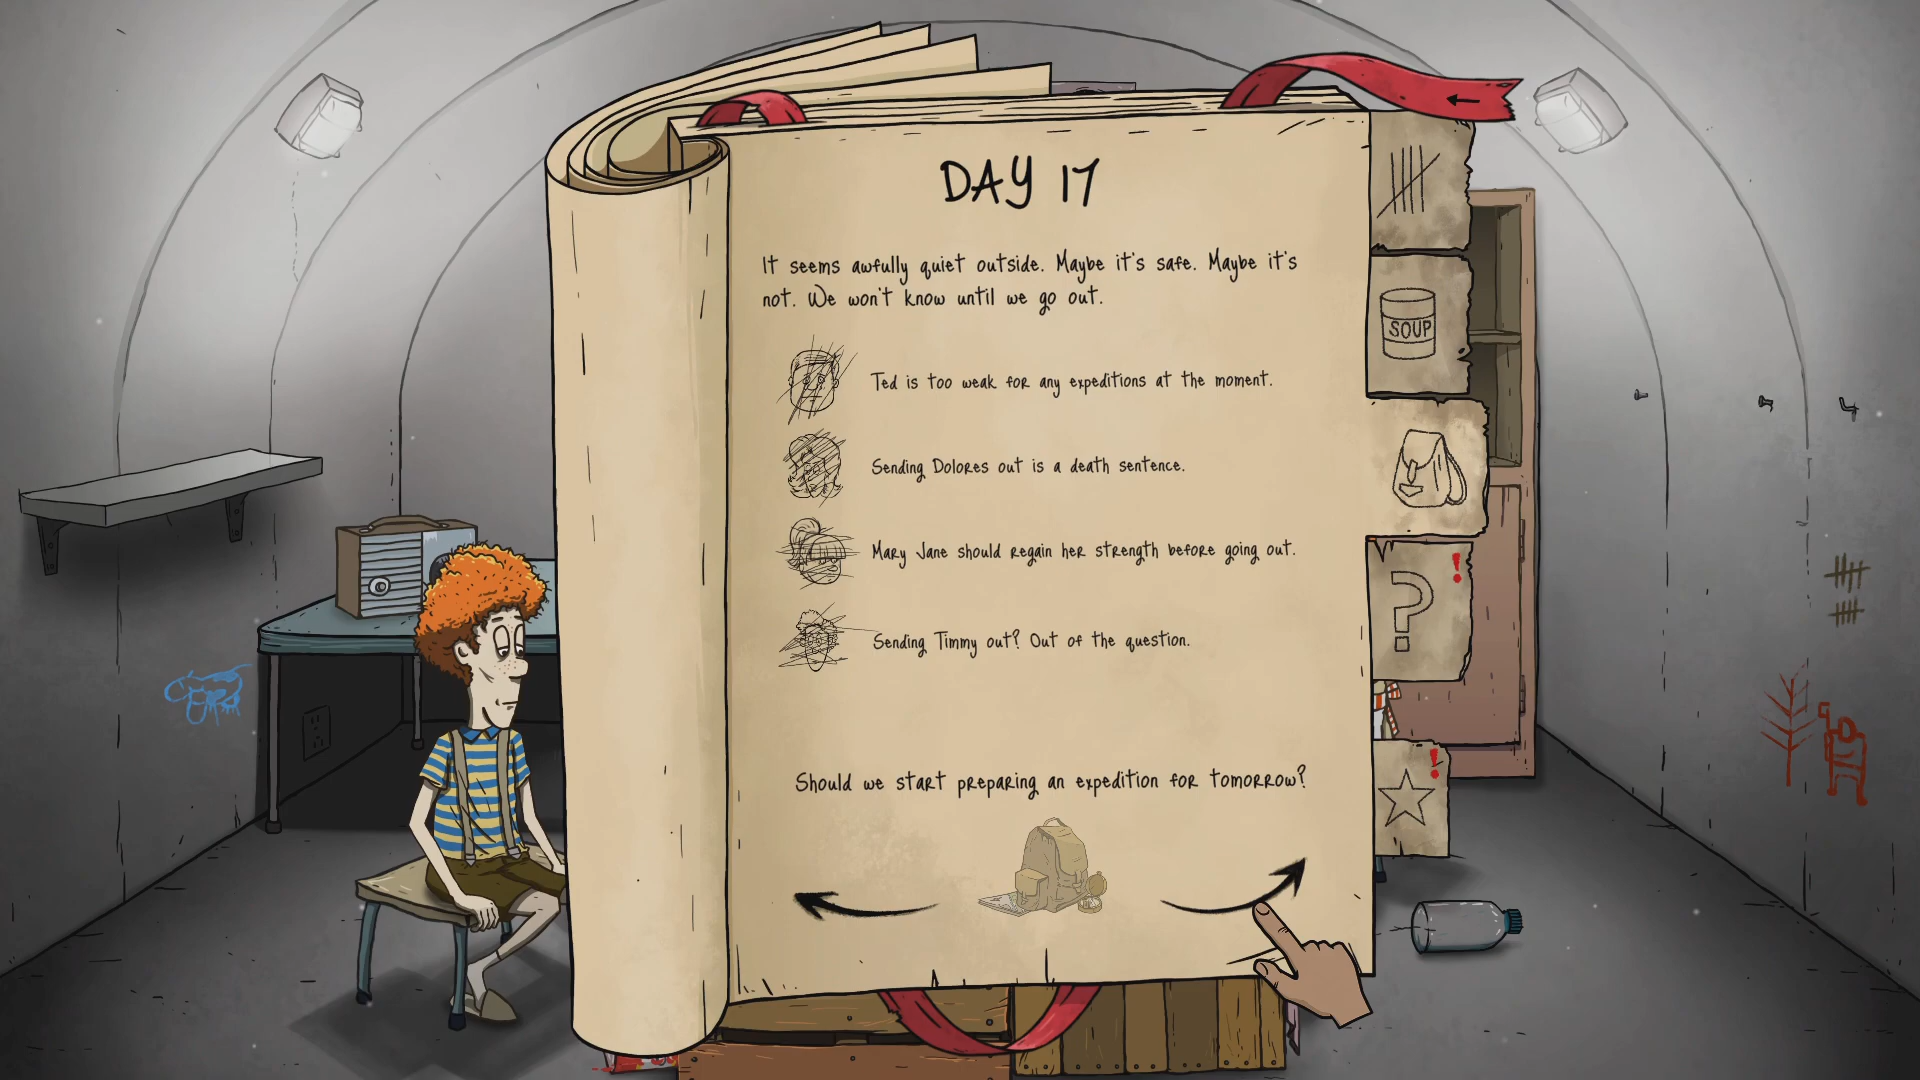 DAY 17
It seems awfully quiet outside. Maybe it's safe. Maybe it's
not. We won't know until we go out.
SOUP
Ted is too weak for any expeditions at the moment.
Sending Dolores out is a death sentence.
Mary Jane should regain her strength before going out.
?
!
Sending Timmy out? Out of the question.
!
Should we start preparing an expedition for tomorrow?